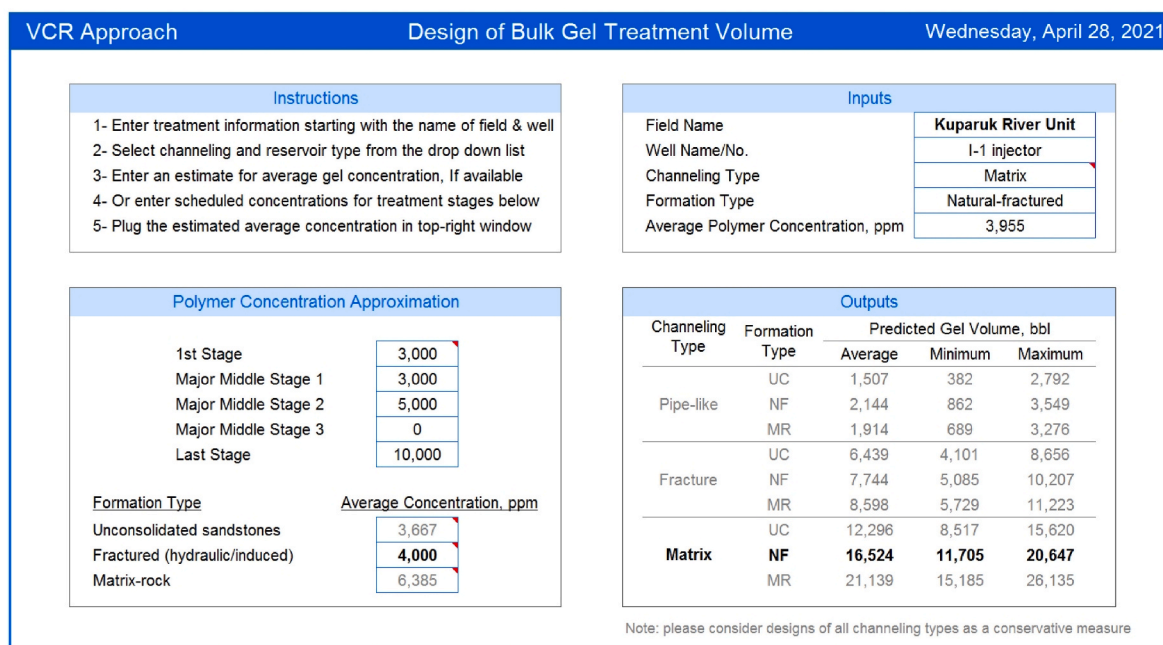 VCR Approach Design of Bulk Gel Treatment Volume Wednesday, April 28, 2021
Instructions
1- Enter treatment information starting with the name of field & well
2- Select channeling and reservoir type from the drop down list
3- Enter an estimate for average gel concentration, If available
4- Or enter scheduled concentrations for treatment stages below
5- Plug the estimated average concentration in top-right window
Inputs
Field Name Kuparuk River Unit
Well Name/No. I-1 injector
Channeling Type Matrix
Formation Type Natural-fractured
Average Polymer Concentration, ppm 3,955
Polymer Concentration Approximation
1st Stage 3,000
Major Middle Stage 1 3,000
Major Middle Stage 2 5,000
Major Middle Stage 3 0
Last Stage 10,000
Formation Type Average Concentration, ppm
Unconsolidated sandstones 3,667
Fractured (hydraulic/induced) 4,000
Matrix-rock 6,385
Outputs
Channeling Type Formation Type Predicted Gel Volume, bbl
Average Minimum Maximum
UC 1,507 382 2,792
Pipe-like NF 2,144 862 3,549
MR 1,914 689 3,276
UC 6,439 4,101 8,656
Fracture NF 7,744 5,085 10,207
MR 8,598 5,729 11,223
UC 12,296 8,517 15,620
Matrix NF 16,524 11,705 20,647
MR 21,139 15,185 26,135
Note: please consider designs of all channeling types as a conservative measure